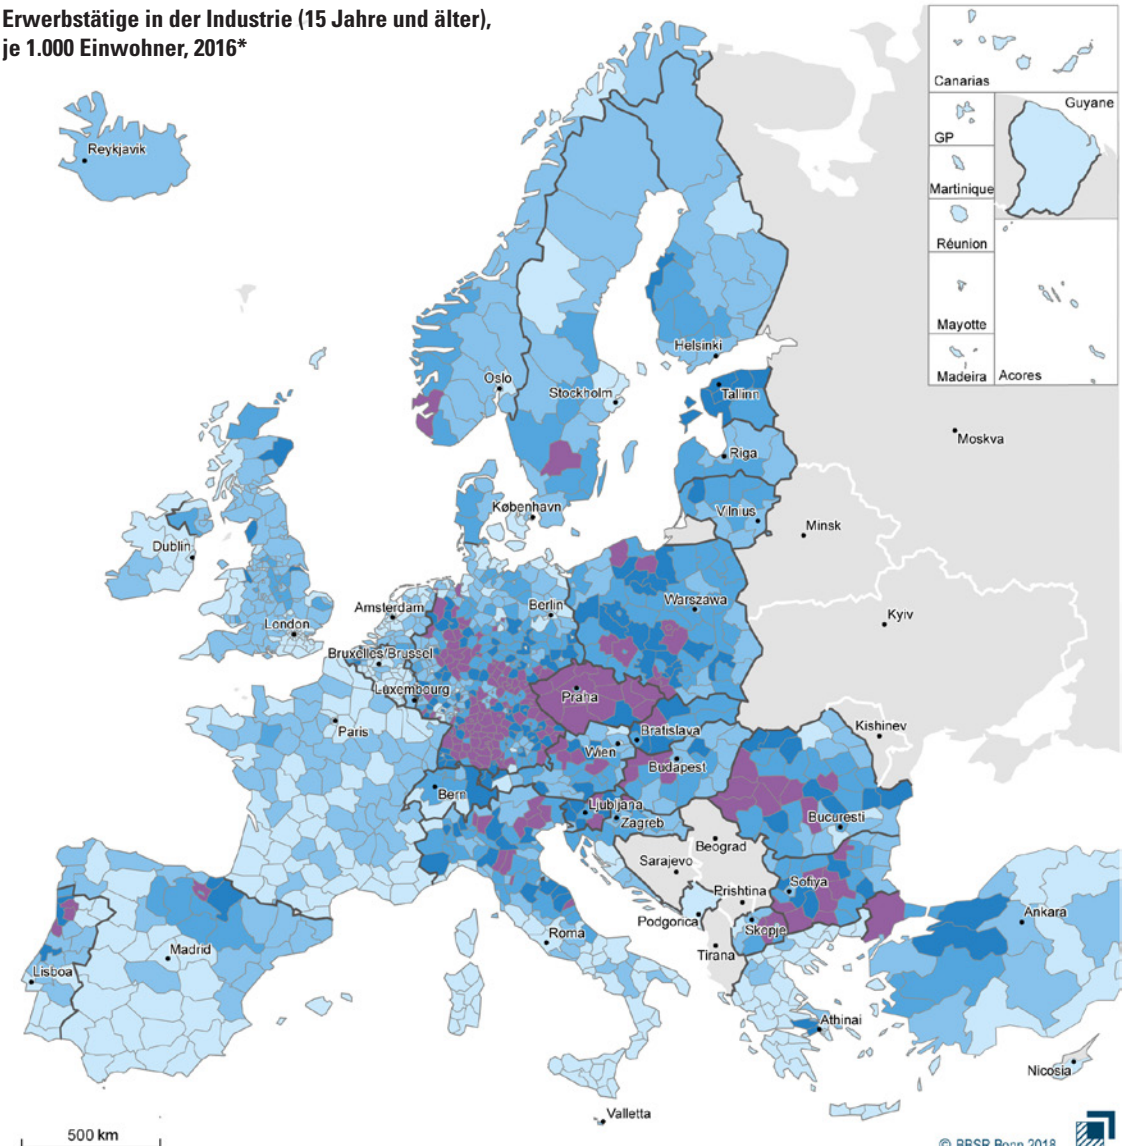 Erwerbstätige in der Industrie (15 Jahre und älter),
je 1.000 Einwohner, 2016*
Canarias
Guyane
GP
Martinique
Réunion
Mayotte
Madeira
Acores
Reykjavik
Helsinki
Oslo
Stockholm
Tallinn
Moskva
Riga
København
Vilnius
Minsk
Dublin
Amsterdam
Berlin
Warszawa
London
Kyiv
Bruxelles/Brussel
Luxembourg
Praha
Paris
Kishinev
Bratislava
Wien
Budapest
Bern
Ljubljana
Zagreb
Bucuresti
Beograd
Sarajevo
Prishtina
Sofiya
Podgorica
Skopje
Ankara
Roma
Tirana
Madrid
Lisboa
Athinai
Nicosia
Valletta
500 km
© BBSR Bonn 2018